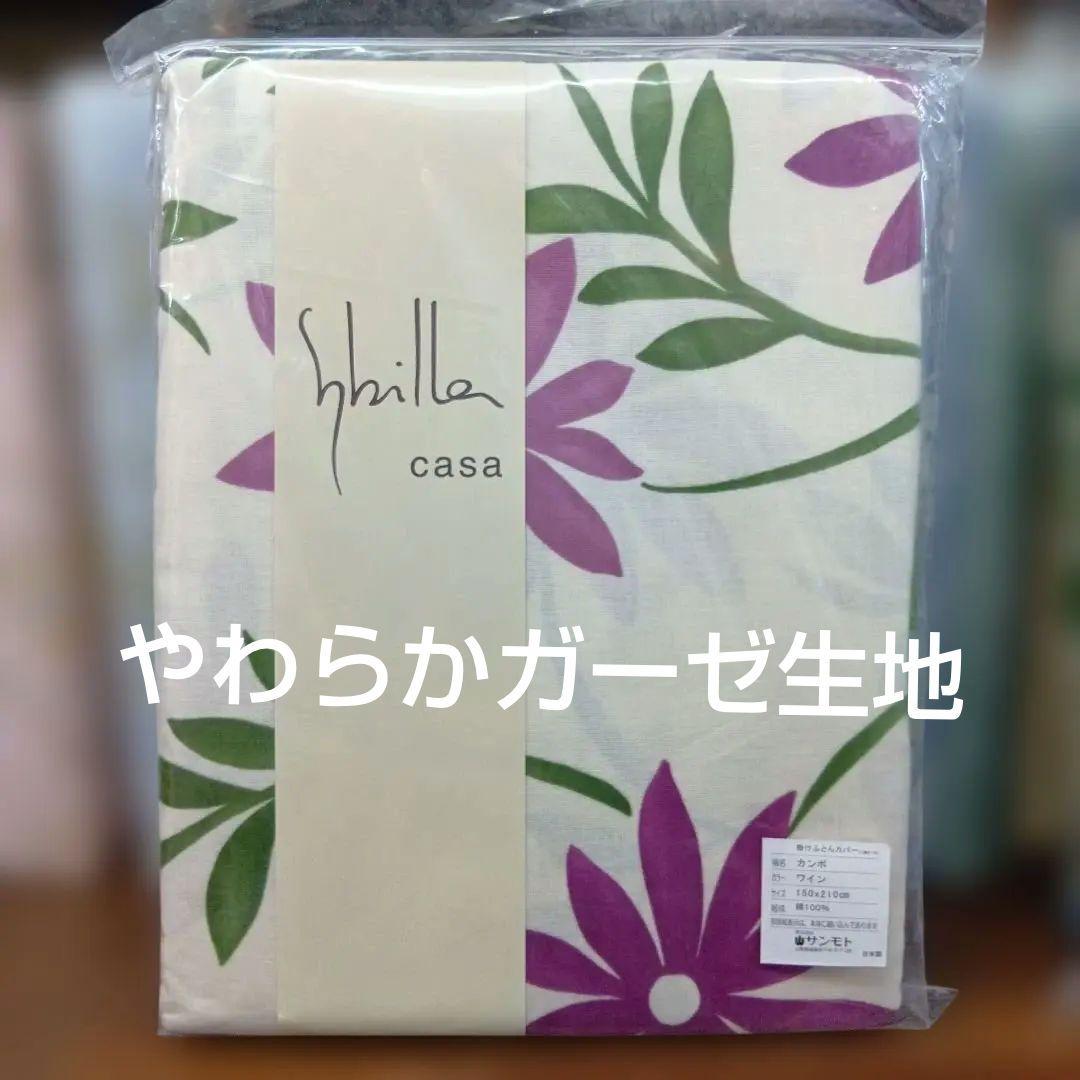 Sybilla
casa
やわらかガーゼ生地
掛けふとんカバー
柄名 カンポ
カラー ワイン
サイズ 150x210cm
組成 綿100%
山サンモト
日本製